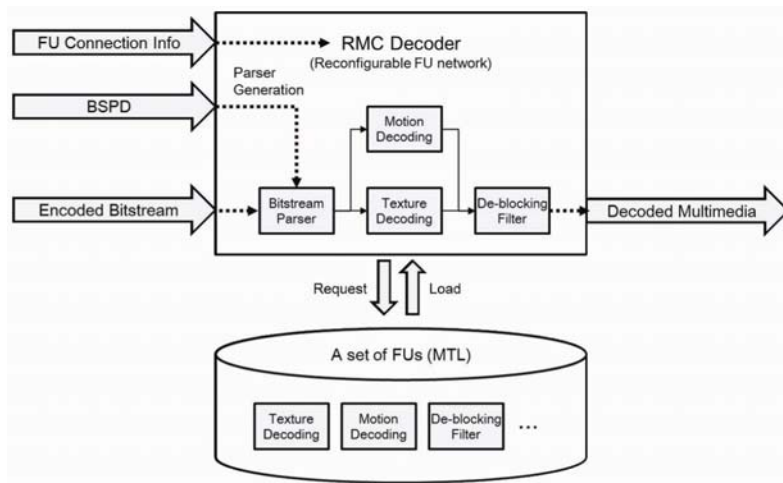 FU Connection Info
RMC Decoder
(Reconfigurable FU network)
Parser
Generation
BSPD
Motion
Decoding
Encoded Bitstream
Bitstream
Parser
Texture
Decoding
De-blocking
Filter
Decoded Multimedia
Request
Load
A set of FUs (MTL)
Texture
Decoding
Motion
Decoding
De-blocking
Filter
...